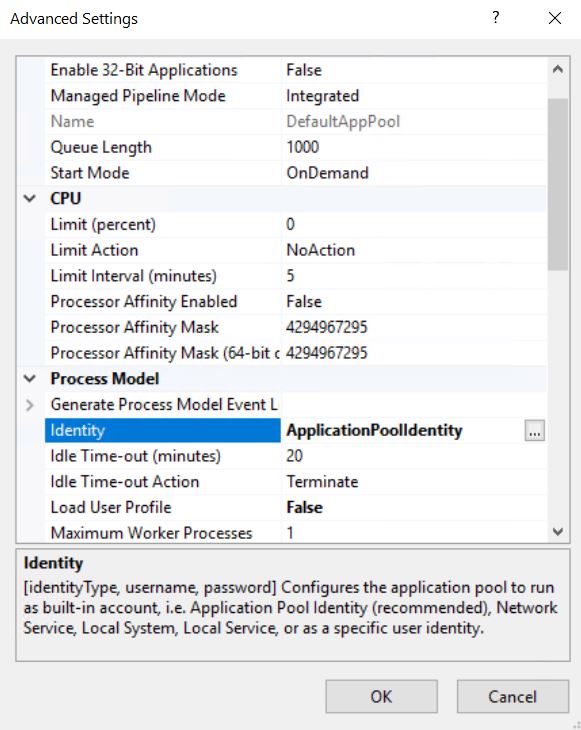 Advanced Settings
?
Enable 32-Bit Applications False
Managed Pipeline Mode Integrated
Name DefaultAppPool
Queue Length 1000
Start Mode OnDemand
CPU
Limit (percent) 0
Limit Action NoAction
Limit Interval (minutes) 5
Processor Affinity Enabled False
Processor Affinity Mask 4294967295
Processor Affinity Mask (64-bit c 4294967295
Process Model
Generate Process Model Event L
Identity ApplicationPoolIdentity ...
Idle Time-out (minutes) 20
Idle Time-out Action Terminate
Load User Profile False
Maximum Worker Processes 1
Identity
[identityType, username, password] Configures the application pool to run
as built-in account, i.e. Application Pool Identity (recommended), Network
Service, Local System, Local Service, or as a specific user identity.
OK Cancel